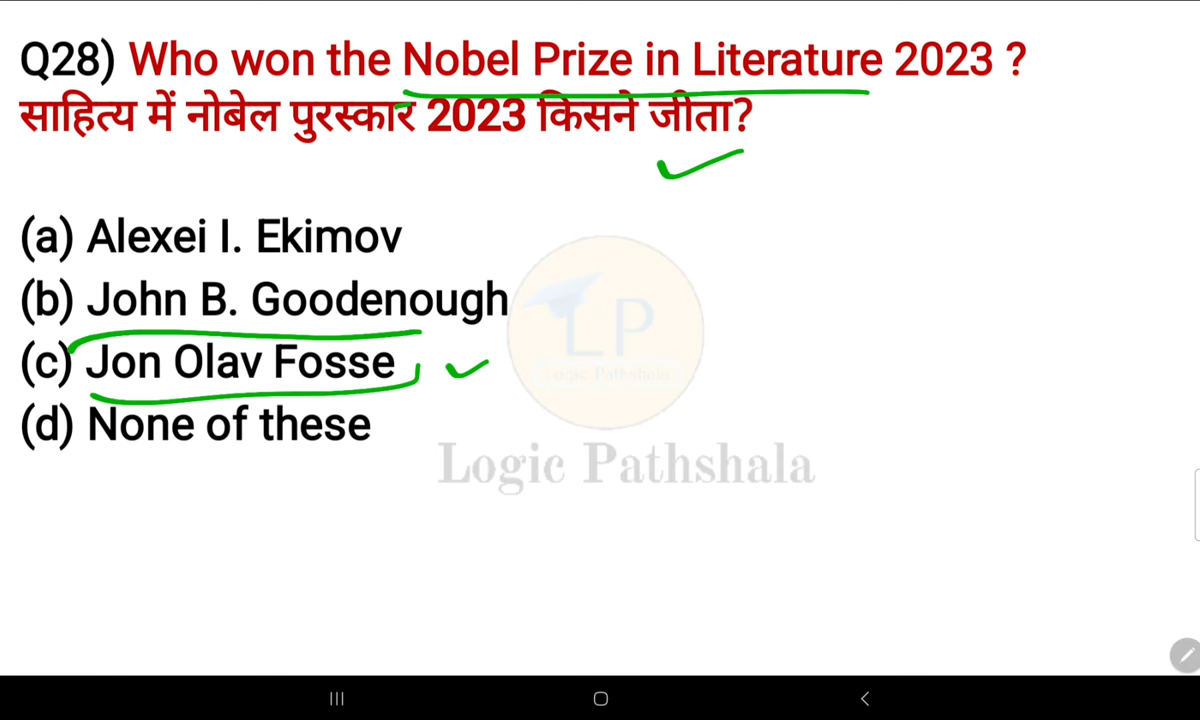 Q28) Who won the Nobel Prize in Literature 2023 ?
साहित्य में नोबेल पुरस्कार 2023 किसने जीता?
(a) Alexei I. Ekimov
(b) John B. Goodenough
(c) Jon Olav Fosse
(d) None of these
LP
Logic Pathshala
Logic Pathshala